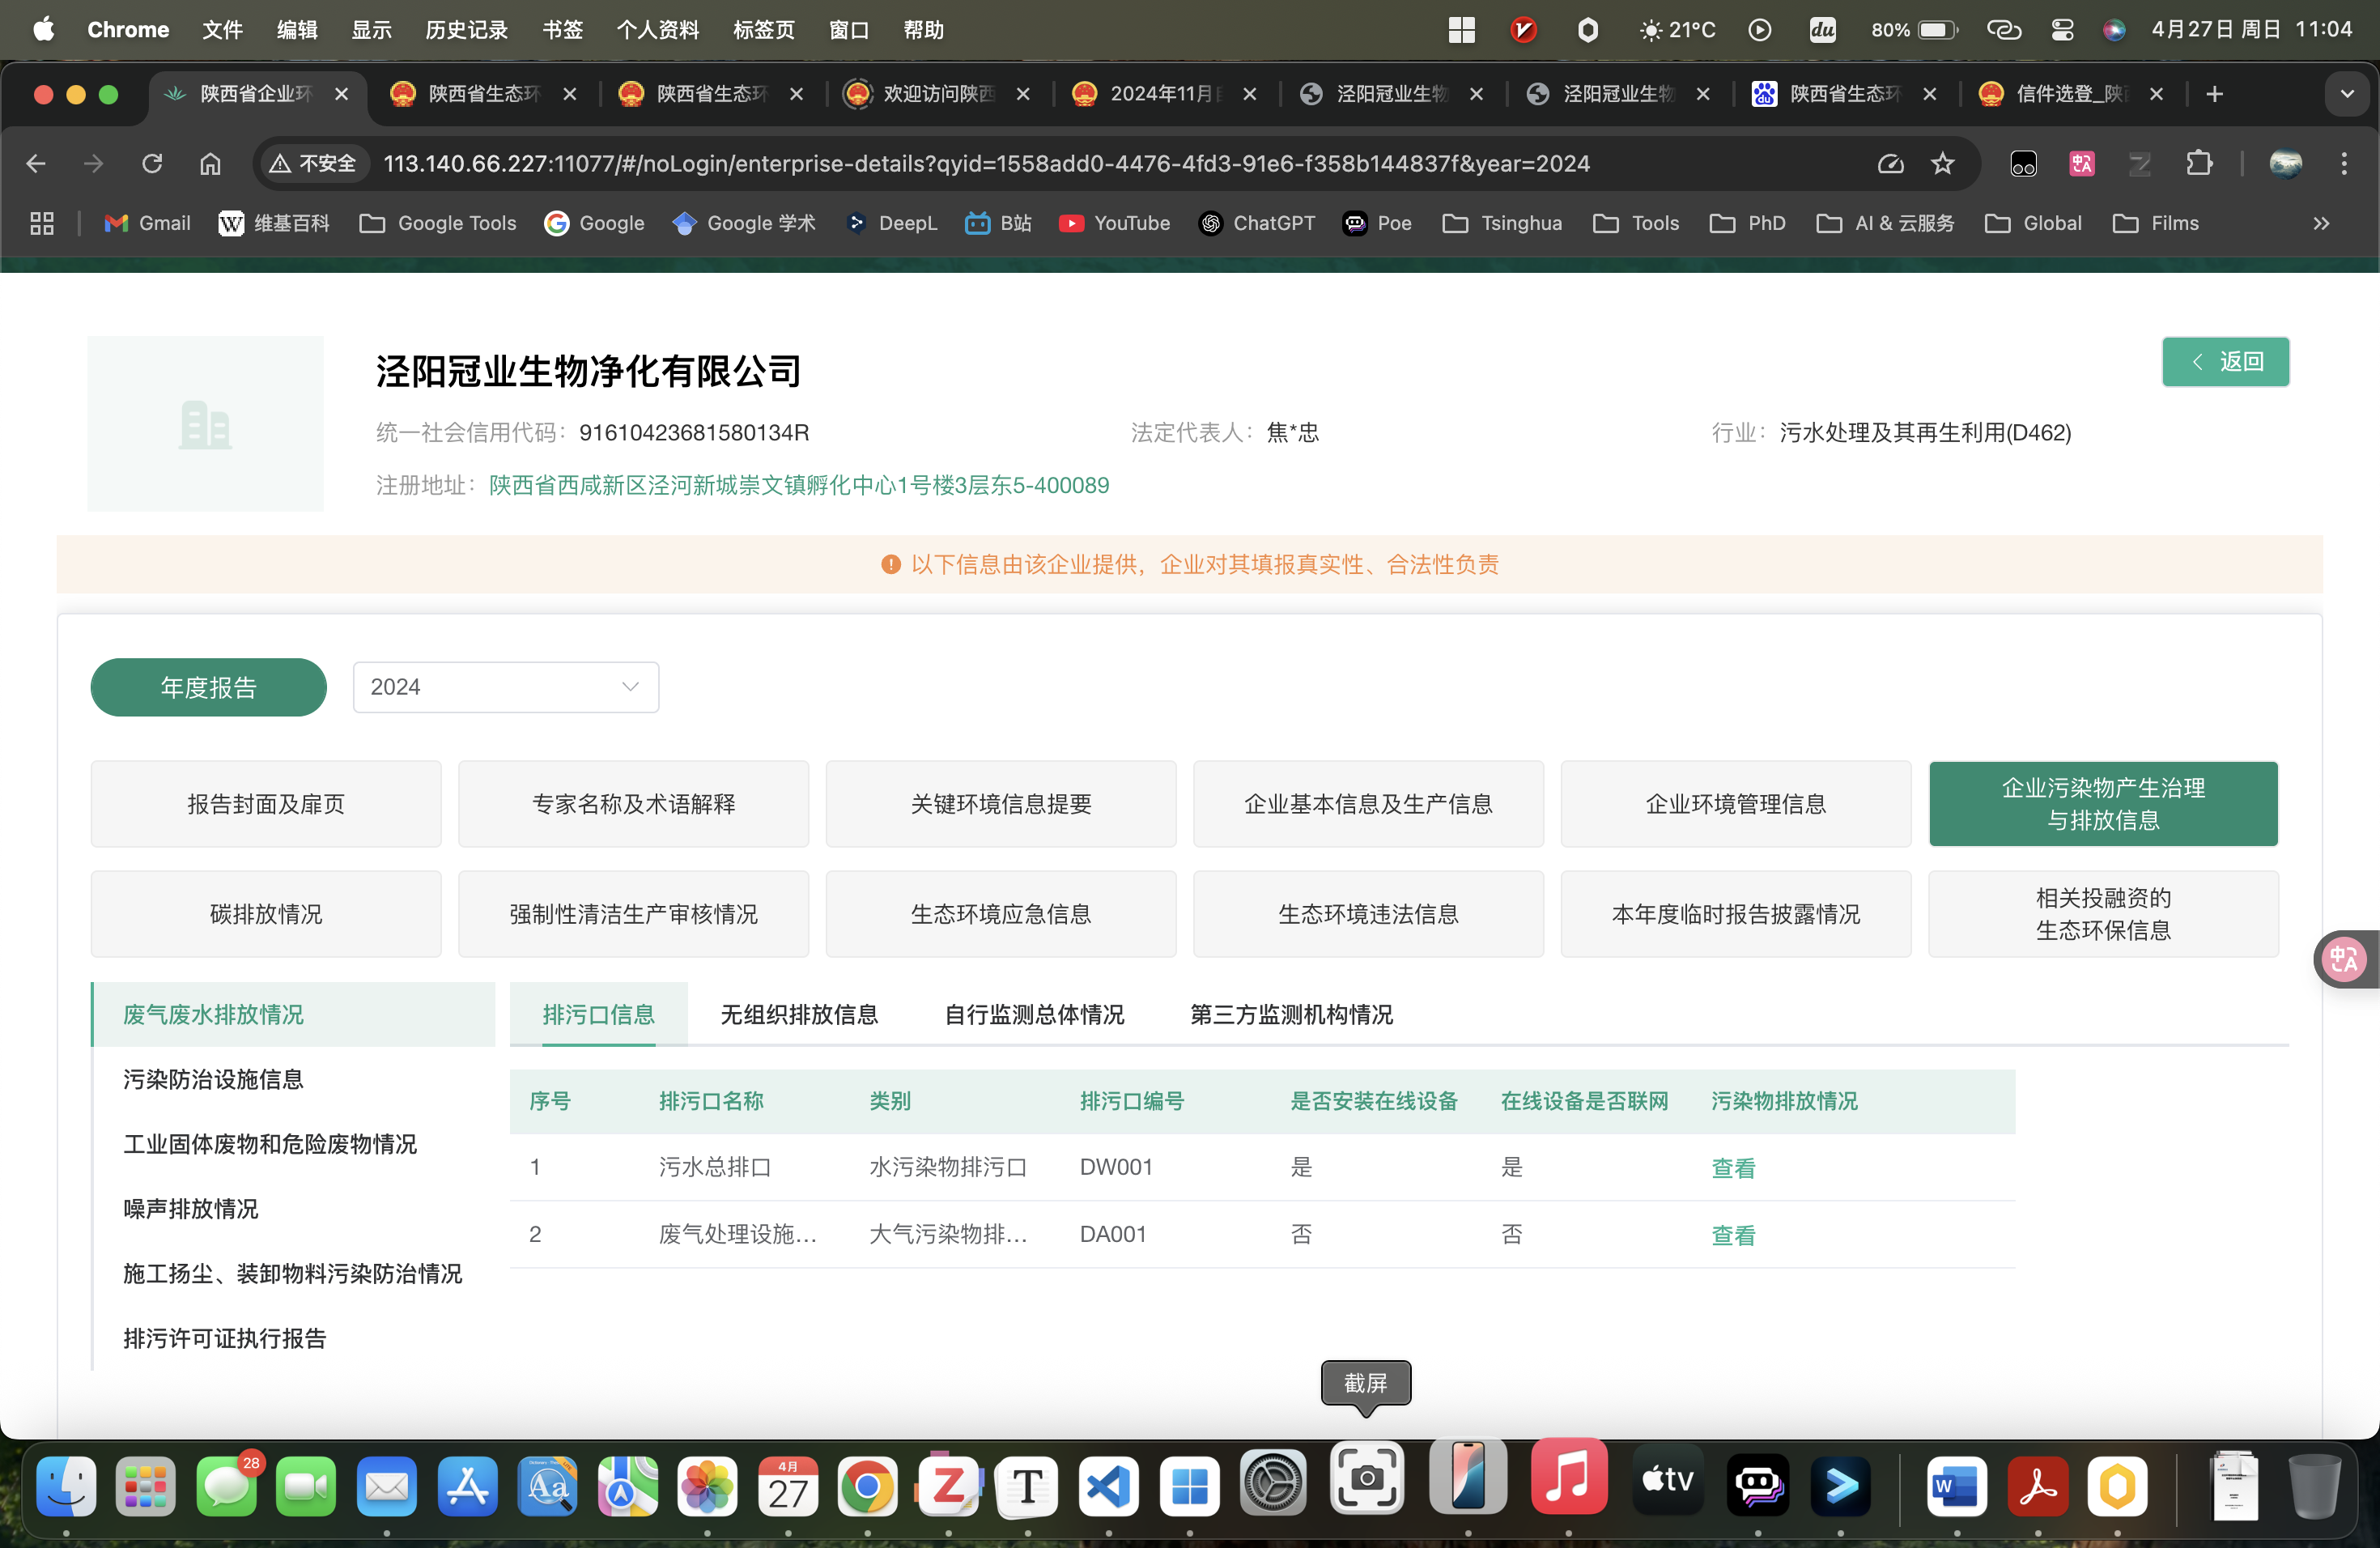 Chrome 文件 编辑 显示 历史记录 书签 个人资料 标签页 窗口 帮助 21°C 80% 4月27日 周日 11:04
陕西省企业环 陕西省生态环 陕西省生态环 欢迎访问陕西 2024年11月 泾阳冠业生物 泾阳冠业生物 陕西省生态环 信件选登_陕
不安全 113.140.66.227:11077/#/noLogin/enterprise-details?qyid=1558add0-4476-4fd3-91e6-f358b144837f&year=2024
Gmail 维基百科 Google Tools Google Google 学术 DeepL B站 YouTube ChatGPT Poe Tsinghua Tools PhD AI & 云服务 Global Films
泾阳冠业生物净化有限公司
返回
统一社会信用代码: 91610423681580134R 法定代表人: 焦*忠 行业: 污水处理及其再生利用(D462)
注册地址: 陕西省西咸新区泾河新城崇文镇孵化中心1号楼3层东5-400089
以下信息由该企业提供，企业对其填报真实性、合法性负责
年度报告 2024
报告封面及扉页 专家名称及术语解释 关键环境信息提要 企业基本信息及生产信息 企业环境管理信息 企业污染物产生治理
与排放信息
碳排放情况 强制性清洁生产审核情况 生态环境应急信息 生态环境违法信息 本年度临时报告披露情况 相关投融资的
生态环保信息
废气废水排放情况
污染防治设施信息
工业固体废物和危险废物情况
噪声排放情况
施工扬尘、装卸物料污染防治情况
排污许可证执行报告
排污口信息 无组织排放信息 自行监测总体情况 第三方监测机构情况
序号 排污口名称 类别 排污口编号 是否安装在线设备 在线设备是否联网 污染物排放情况
1 污水总排口 水污染物排污口 DW001 是 是 查看
2 废气处理设施... 大气污染物排... DA001 否 否 查看
截屏
28
4月
27
tv